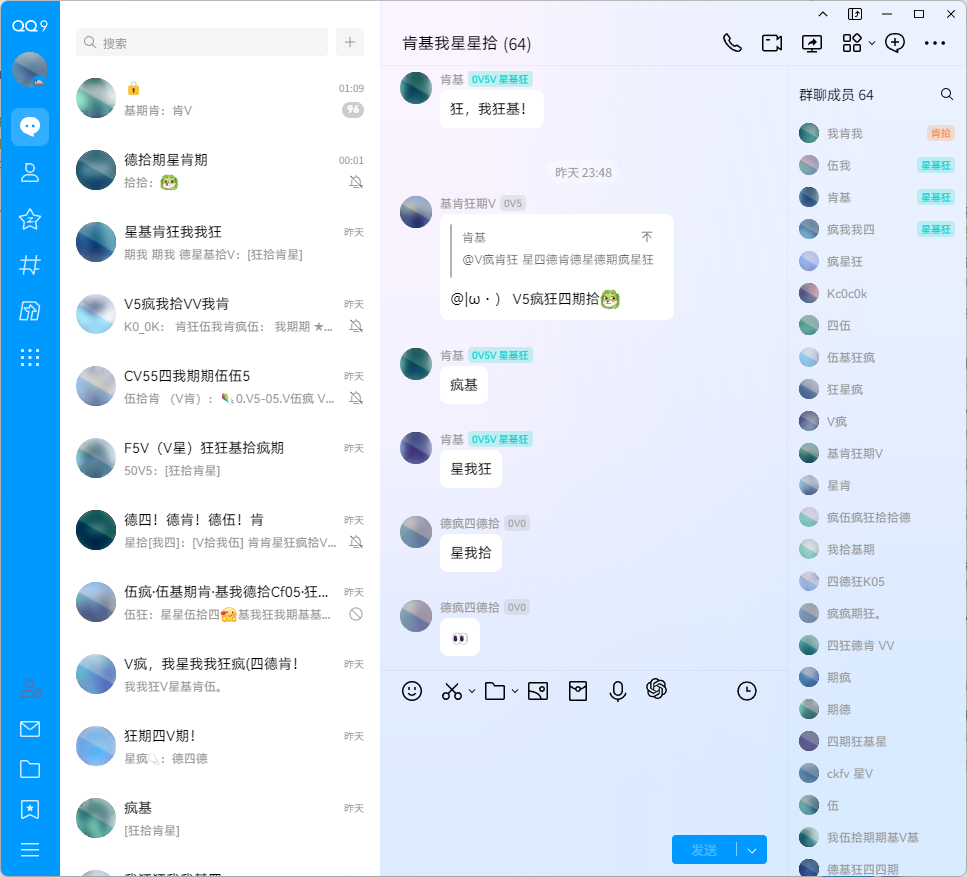 QQ9
搜索
01:09
基期肯：肯V
96
德拾期星肯期
00:01
拾拾：
星基肯狂我我狂
昨天
期我 期我 德星基拾V：[狂拾肯星]
V5疯我拾VV我肯
昨天
K0_0K： 肯狂伍我肯疯伍： 我期期 ★...
CV55四我期期伍伍5
昨天
伍拾肯 （V肯）：0.V5-05.V伍疯 V...
F5V（V星）狂狂基拾疯期
昨天
50V5：[狂拾肯星]
德四！德肯！德伍！肯
昨天
星拾[我四]：[V拾我伍] 肯肯星狂疯拾V...
伍疯·伍基期肯·基我德拾Cf05·狂...
昨天
伍狂：星星伍拾四基我狂我期基基...
V疯，我星我我狂疯(四德肯！
昨天
我我狂V星基肯伍。
狂期四V期！
昨天
星疯：德四德
疯基
昨天
[狂拾肯星]
肯基我星星拾 (64)
肯基 0V5V 星基狂
狂，我狂基！
昨天 23:48
基肯狂期V 0V5
肯基
@V疯肯狂 星四德肯德星德期疯星狂
@|ω・） V5疯狂四期拾
肯基 0V5V 星基狂
疯基
肯基 0V5V 星基狂
星我狂
德疯四德拾 0V0
星我拾
德疯四德拾 0V0
发送
群聊成员 64
我肯我 肯拾
伍我 星基狂
肯基 星基狂
疯我我四 星基狂
疯星狂
Kc0c0k
四伍
伍基狂疯
狂星疯
V疯
基肯狂期V
星肯
疯伍疯狂拾拾德
我拾基期
四德狂K05
疯疯期狂。
四狂德肯 VV
期疯
期德
四期狂基星
ckfv 星V
伍
我伍拾期期基V基
德基狂四四期